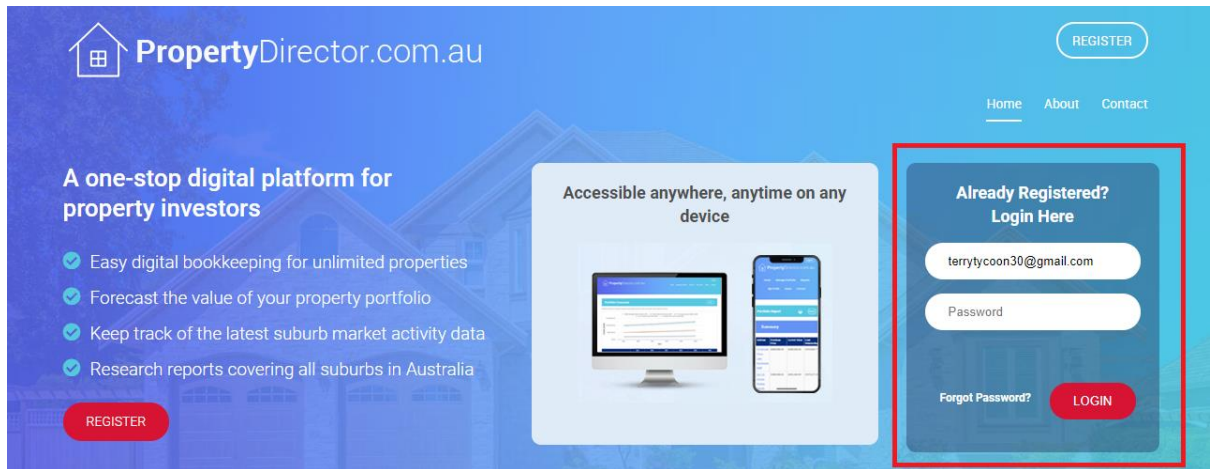 PropertyDirector.com.au
REGISTER
Home About Contact
A one-stop digital platform for
property investors
Easy digital bookkeeping for unlimited properties
Forecast the value of your property portfolio
Keep track of the latest suburb market activity data
Research reports covering all suburbs in Australia
REGISTER
Accessible anywhere, anytime on any
device
Already Registered?
Login Here
terrytycoon30@gmail.com
Password
Forgot Password?
LOGIN